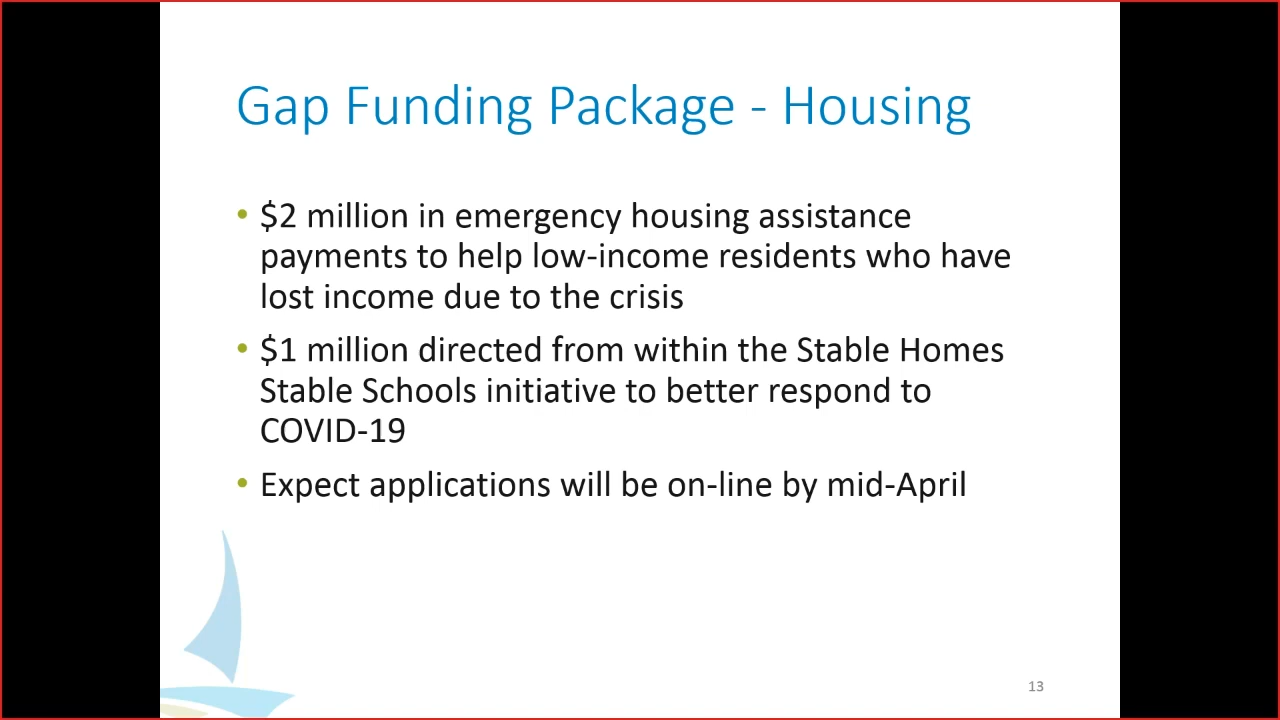 Gap Funding Package - Housing
• $2 million in emergency housing assistance
payments to help low-income residents who have
lost income due to the crisis
• $1 million directed from within the Stable Homes
Stable Schools initiative to better respond to
COVID-19
• Expect applications will be on-line by mid-April
13